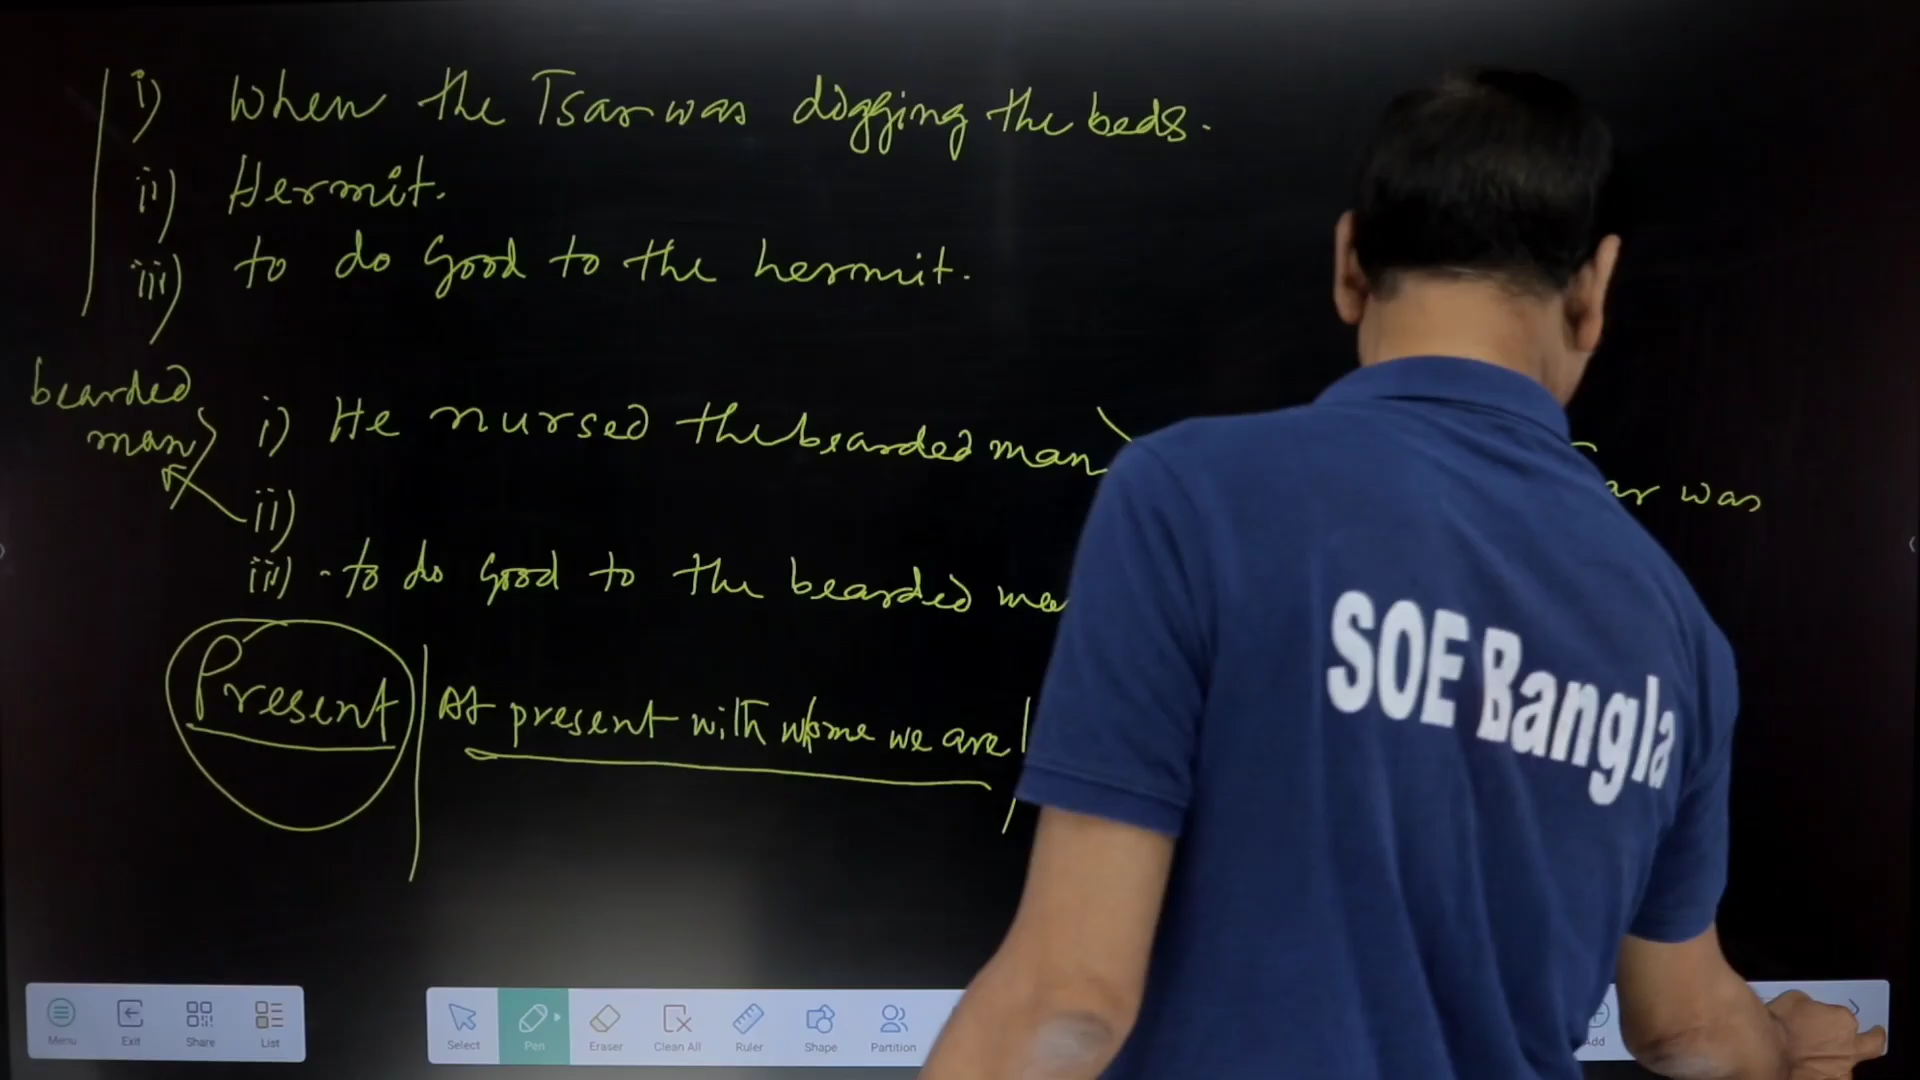 i) When the Tsar was digging the beds.
ii) Hermit.
iii) to do good to the hermit.
bearded
man
i) He nursed the bearded man
was
ii)
iii) to do good to the bearded
Present
At present with whome we are
SOE Bangla
Menu Exit Share List
Select Pen Eraser Clean All Ruler Shape Partition Add